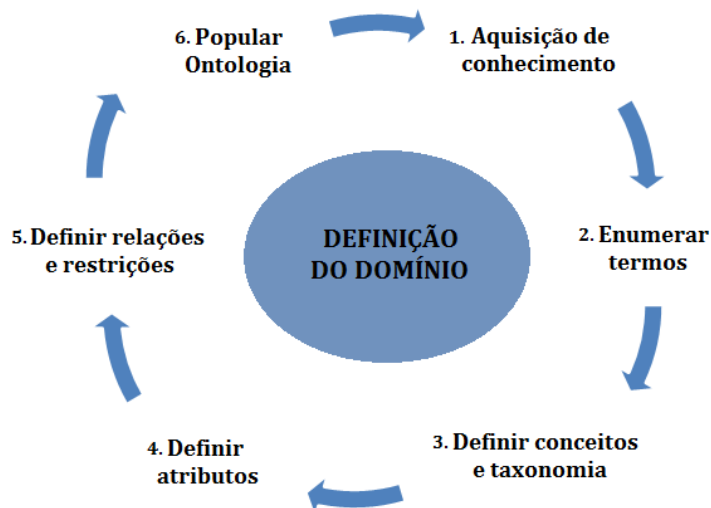 1. Aquisição de
conhecimento
2. Enumerar
termos
3. Definir conceitos
e taxonomia
4. Definir
atributos
5. Definir relações
e restrições
6. Popular
Ontologia
DEFINIÇÃO
DO DOMÍNIO